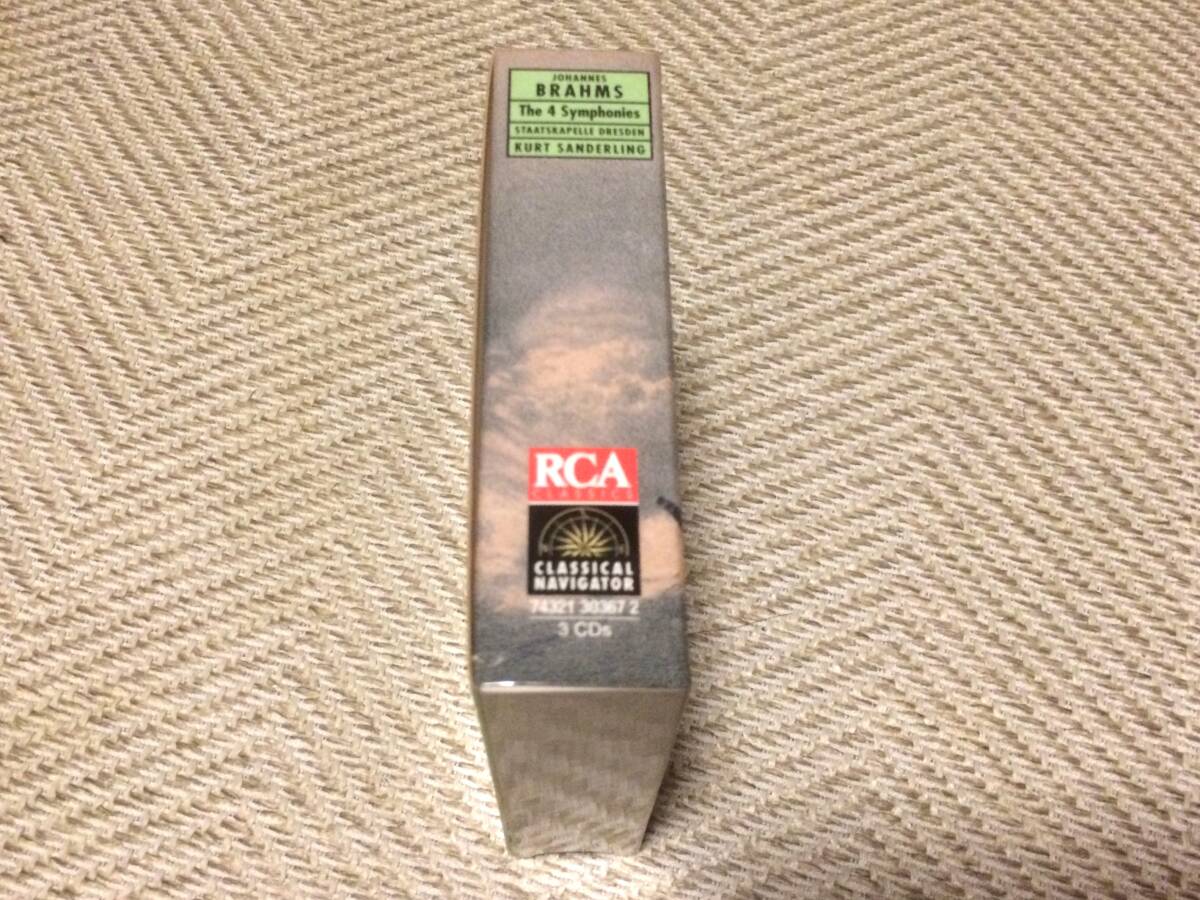 JOHANNES
BRAHMS
The 4 Symphonies
STAATSKAPELLE DRESDEN
KURT SANDERLING
RCA
CLASSICS
CLASSICAL
NAVIGATOR
74321 30367 2
3 CDs